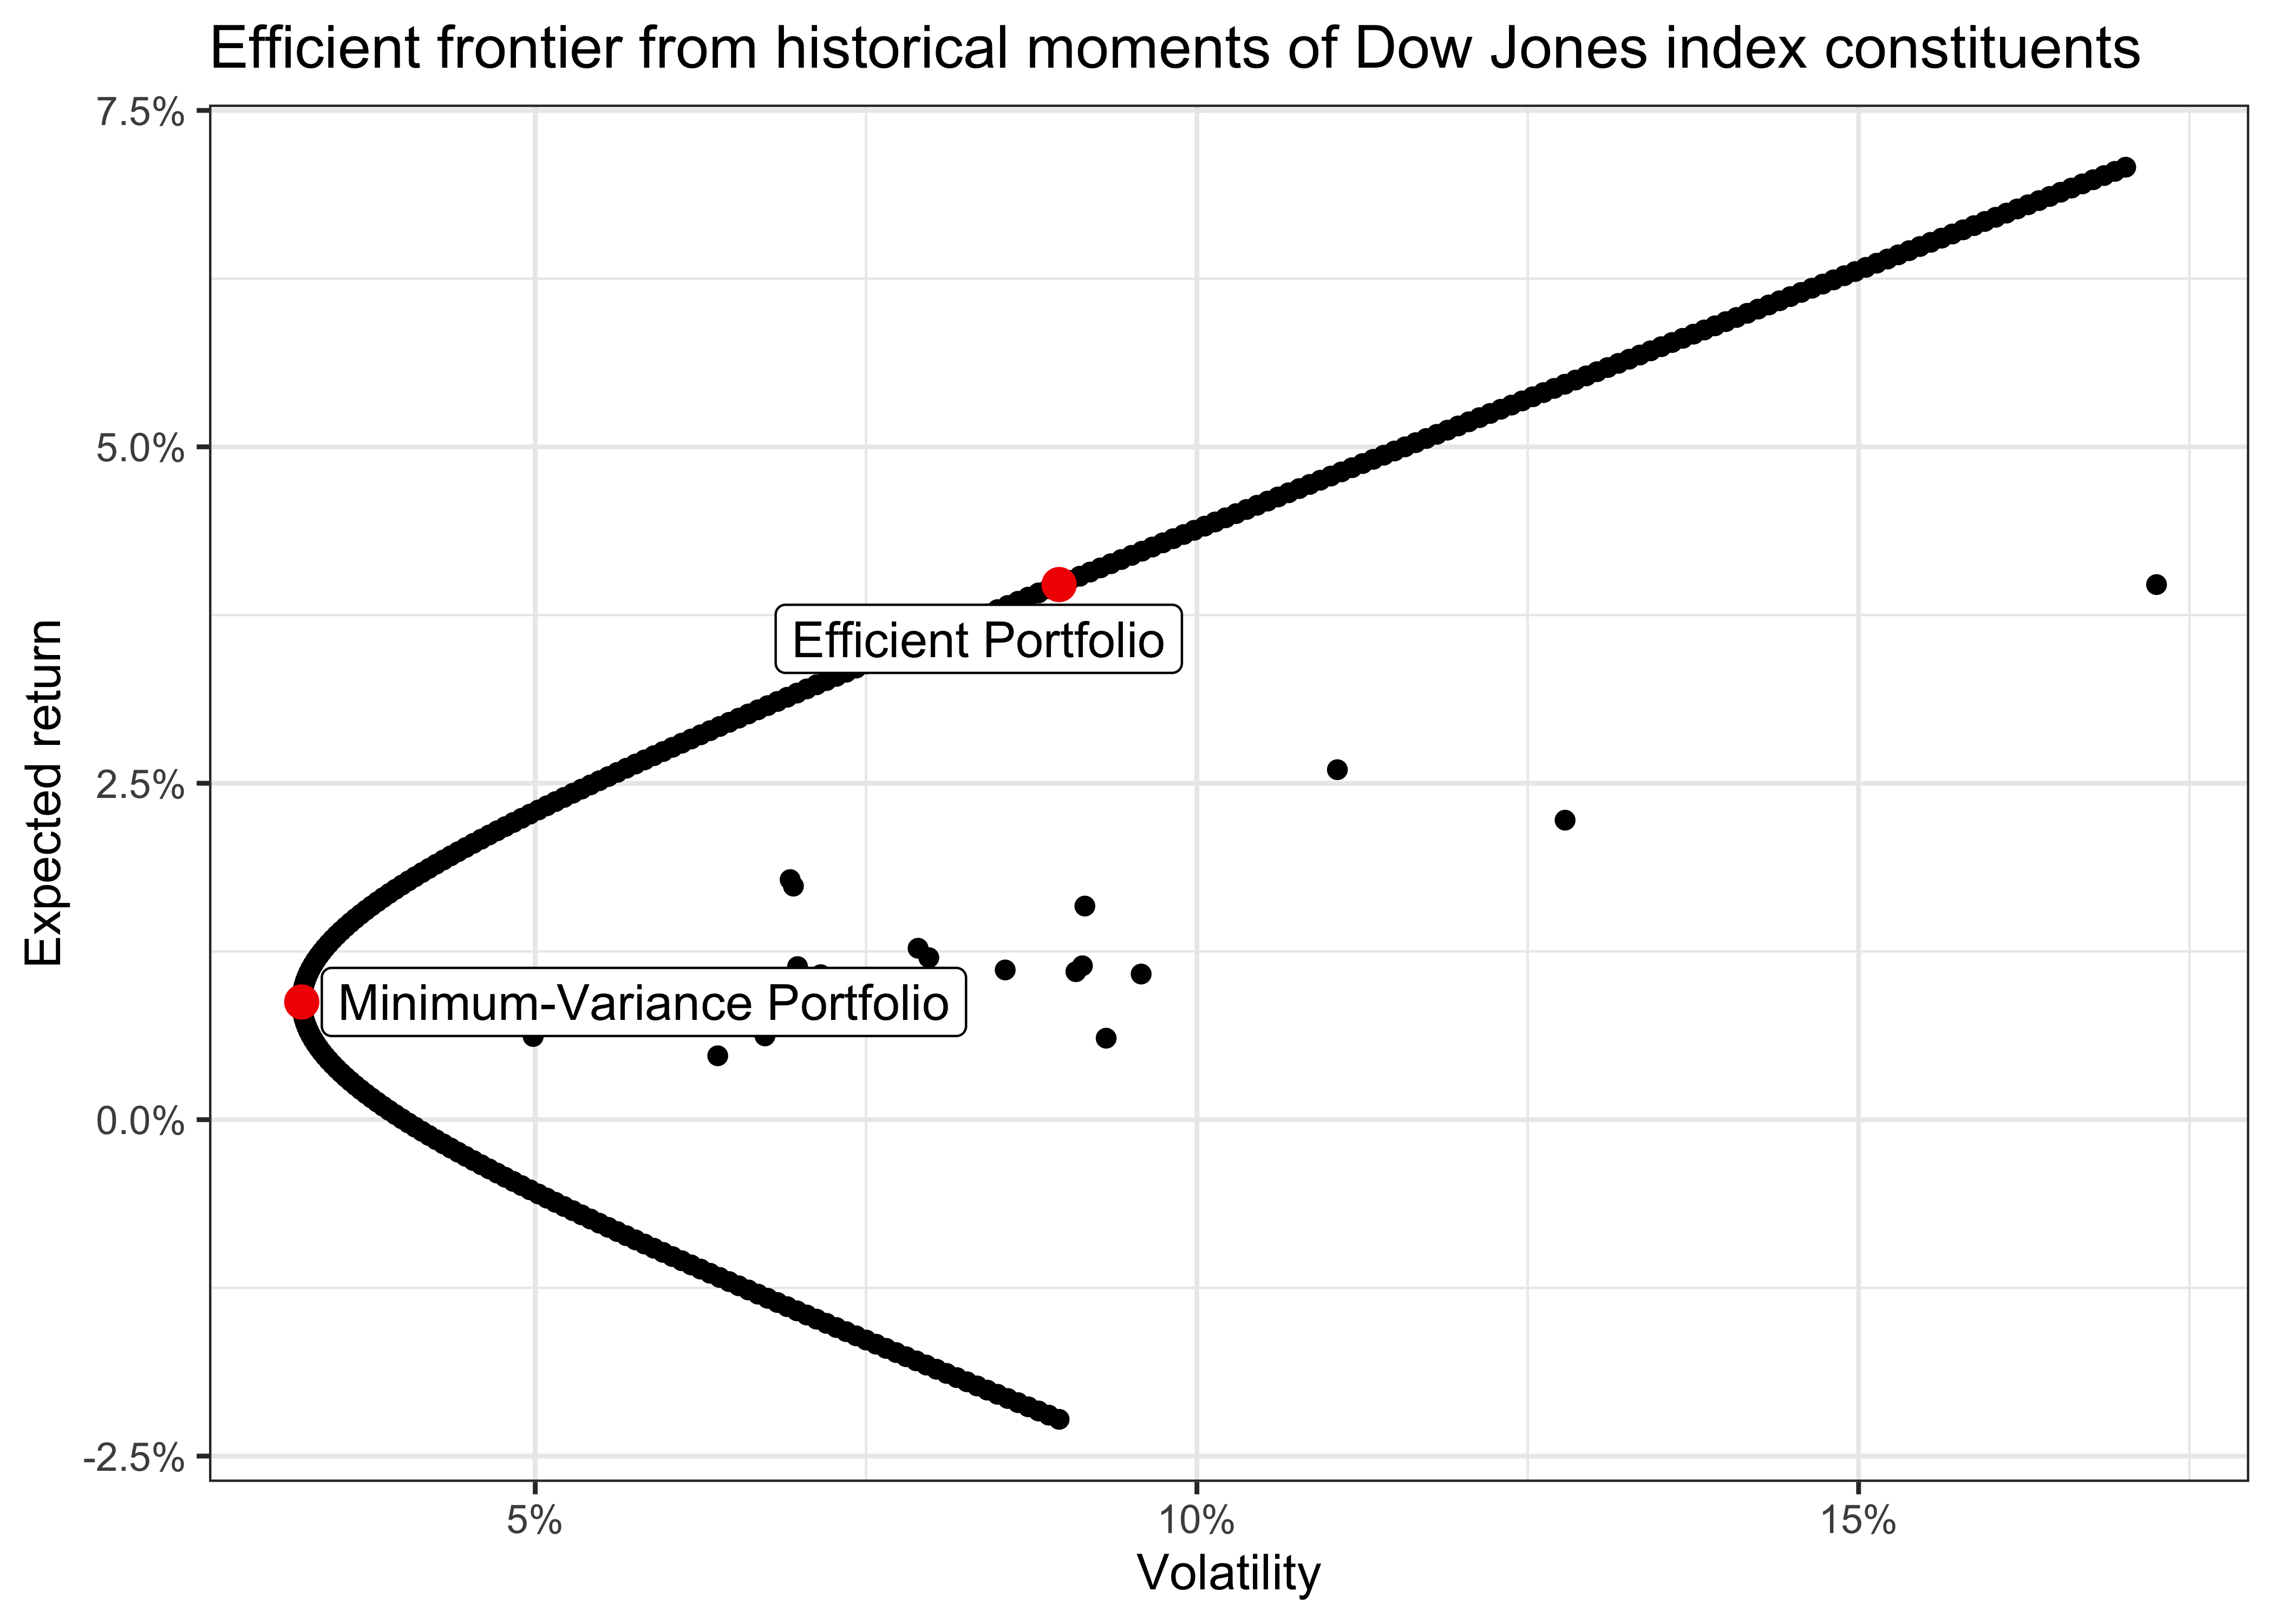 Efficient frontier from historical moments of Dow Jones index constituents
7.5%
5.0%
2.5%
0.0%
-2.5%
Expected return
Efficient Portfolio
Minimum-Variance Portfolio
5%
10%
15%
Volatility